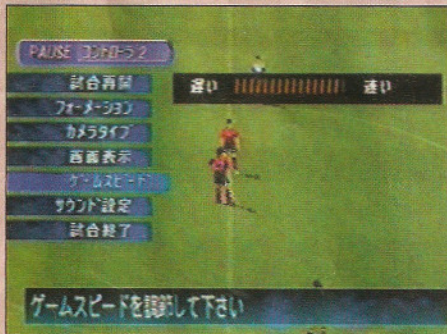 PAUSE コントローラ2
試合再開
遅い 速い
フォーメーション
カメラタイプ
画面表示
ゲームスピード
サウンド設定
試合終了
ゲームスピードを調節して下さい